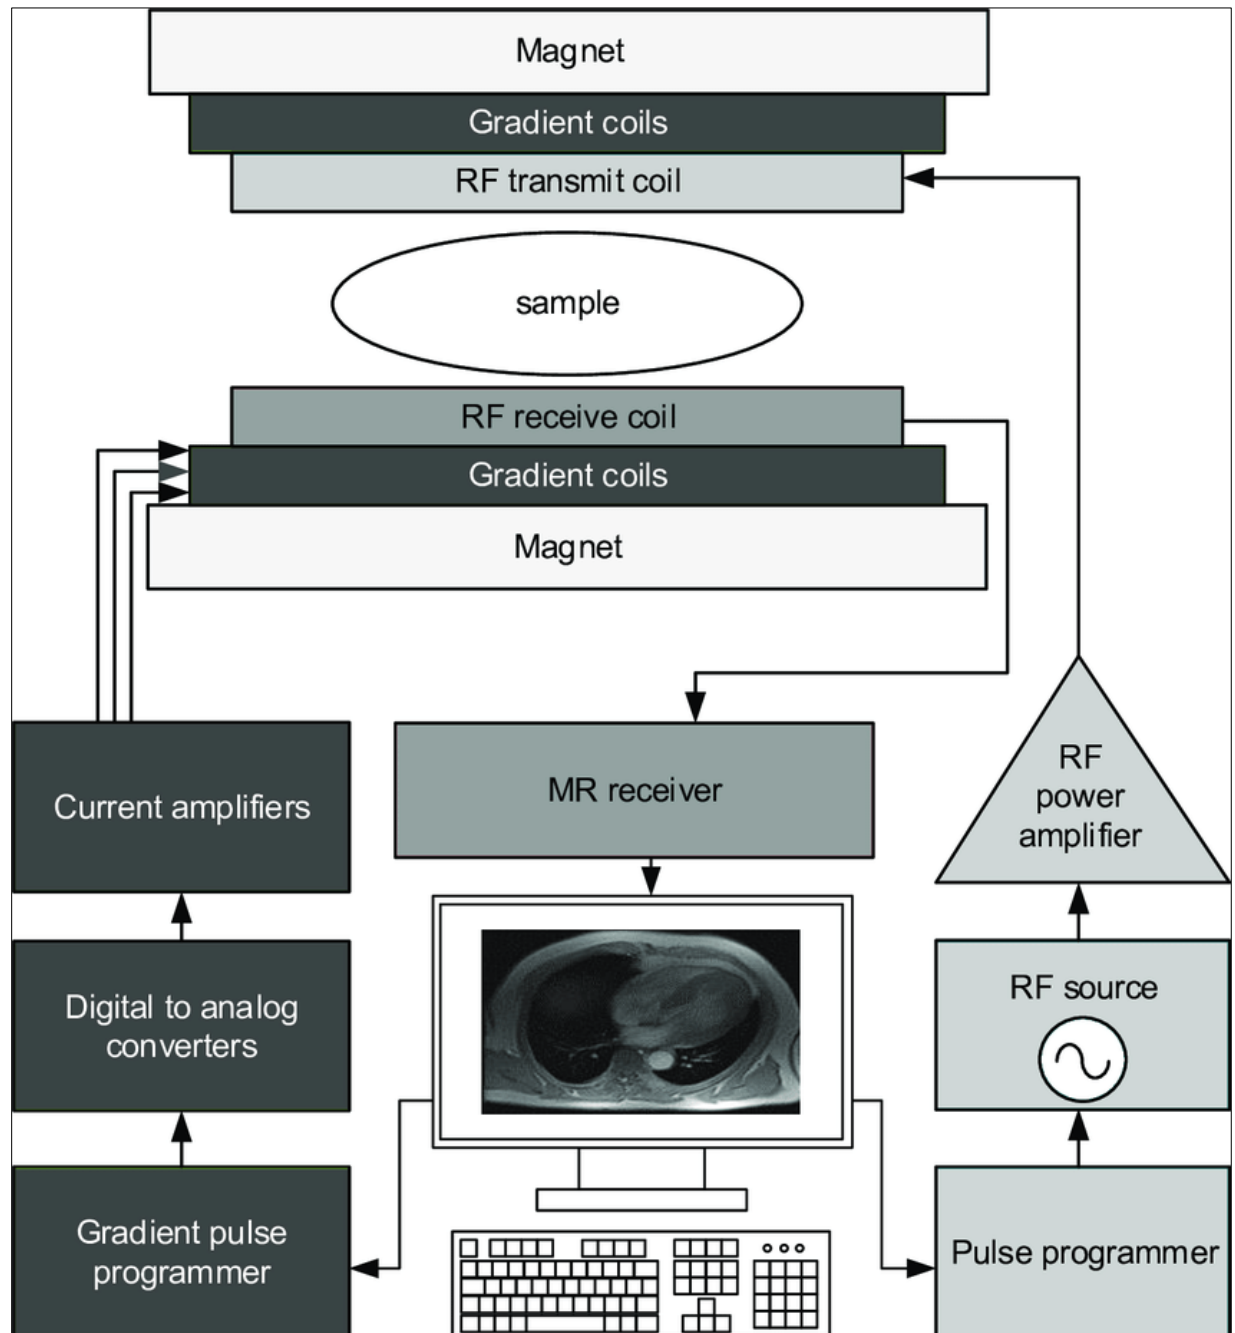 Magnet
Gradient coils
RF transmit coil
sample
RF receive coil
Gradient coils
Magnet
Current amplifiers
MR receiver
RF
power
amplifier
Digital to analog
converters
RF source
Gradient pulse
programmer
Pulse programmer